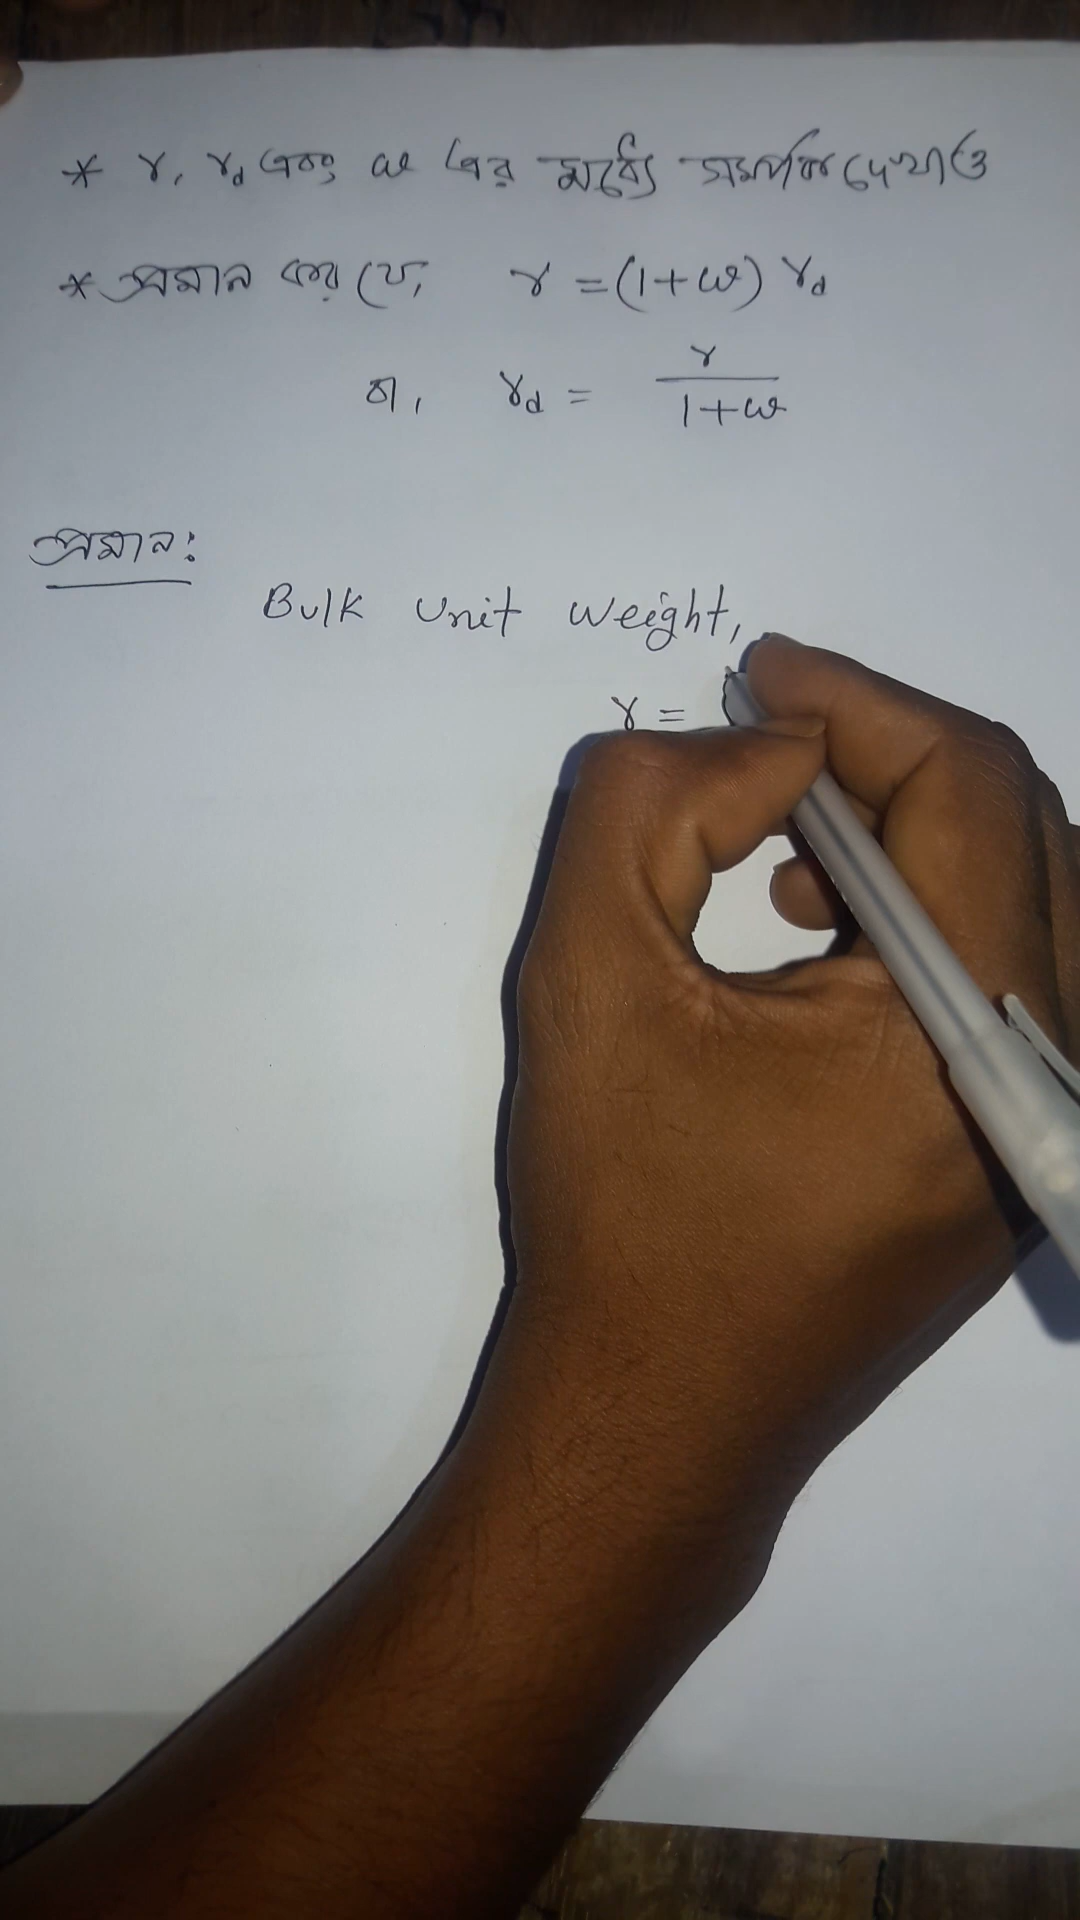 * γ, γd এবং ω এর মধ্যে সম্পর্ক দেখাও
* প্রমান কর যে, γ = (1+ω) γd
বা, γd = γ / 1+ω
প্রমান:
Bulk Unit Weight,
γ =